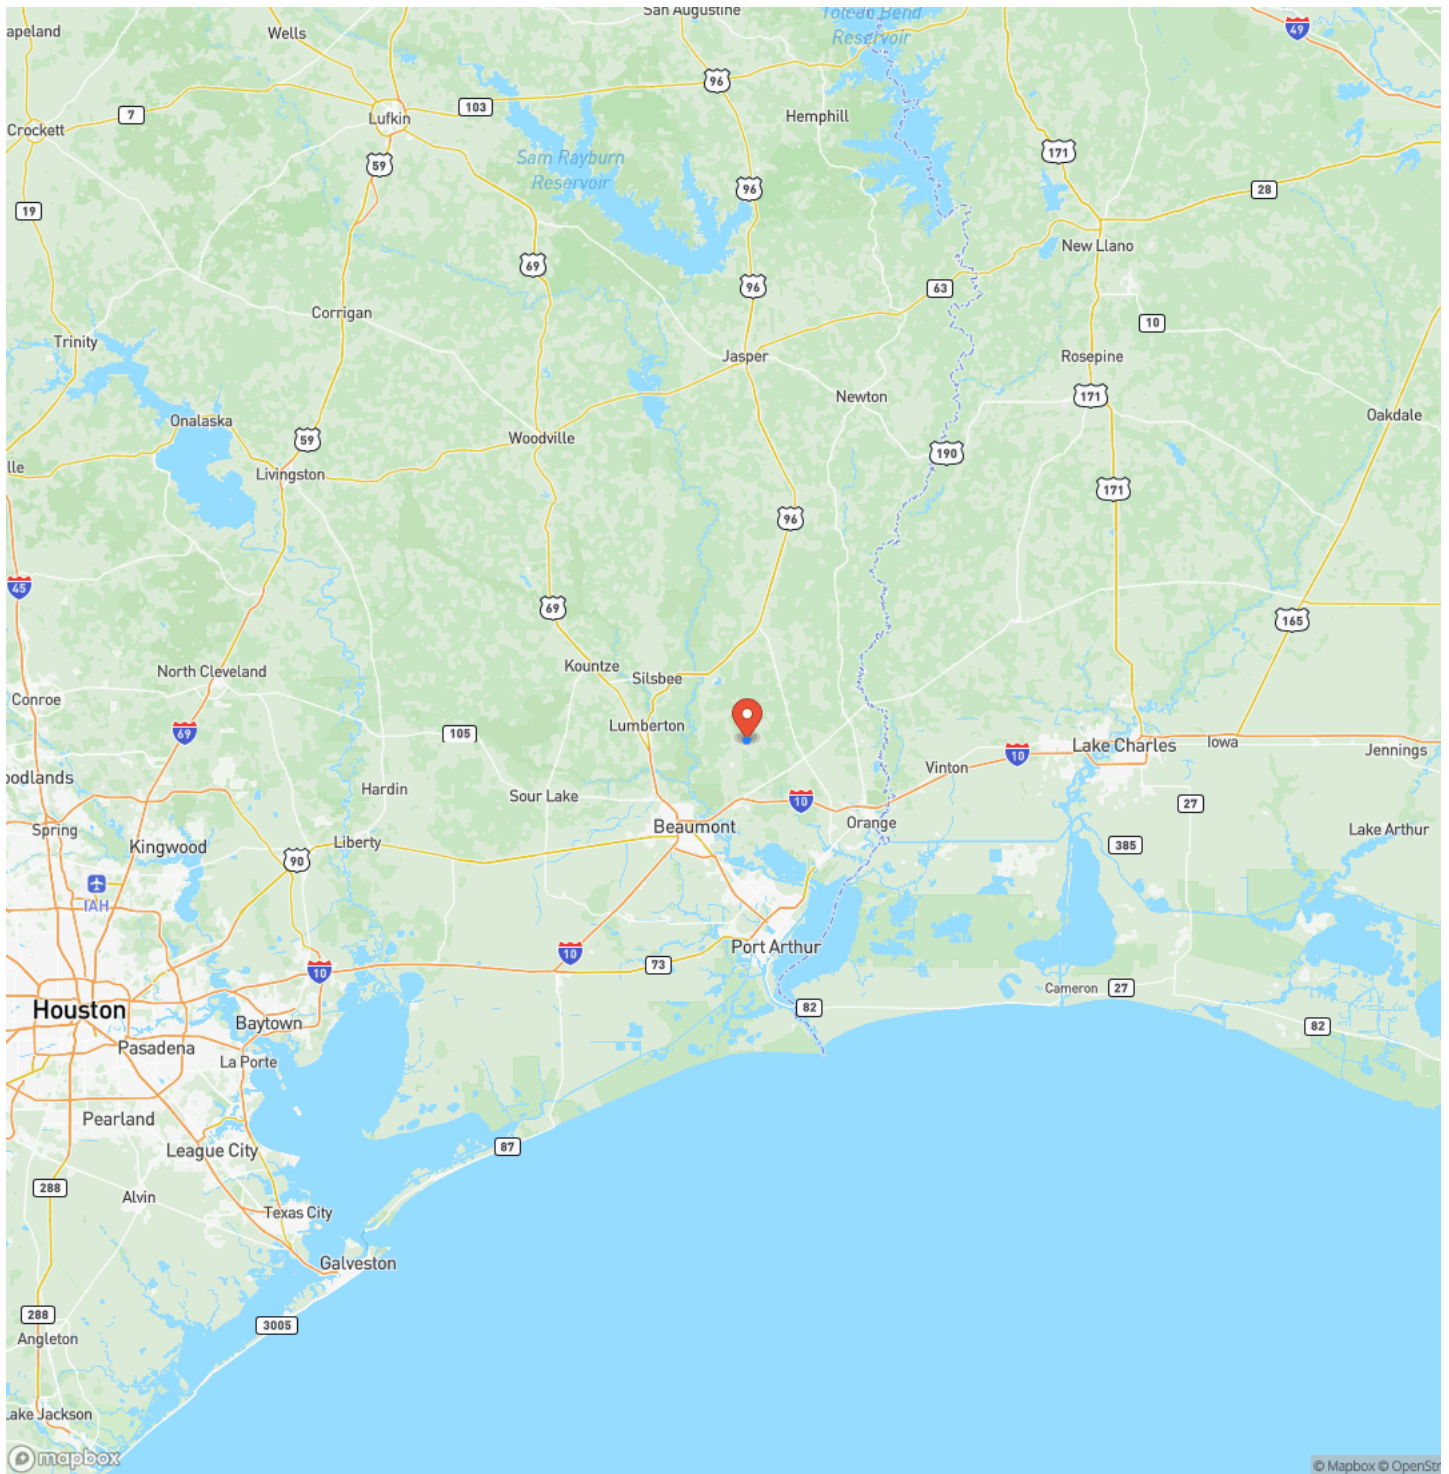 San Augustine
Toledo Bend
Reservoir
49
apeland
Wells
96
103
Hemphill
7
Crockett
Lufkin
171
59
Sam Rayburn
Reservoir
96
28
19
New Llano
69
96
63
Corrigan
10
Trinity
Jasper
Rosepine
Newton
171
Oakdale
Onalaska
59
Woodville
190
lle
Livingston
171
96
45
69
165
Kountze
North Cleveland
Silsbee
Conroe
Lumberton
69
105
Lake Charles
Iowa
Jennings
10
Vinton
oodlands
Hardin
Sour Lake
10
27
Spring
Beaumont
Orange
Lake Arthur
Kingwood
Liberty
385
90
IAH
Port Arthur
10
73
10
Cameron
27
Houston
82
Baytown
82
Pasadena
La Porte
Pearland
87
League City
288
Alvin
Texas City
Galveston
288
3005
Angleton
Lake Jackson
mapbox
© Mapbox © OpenStr